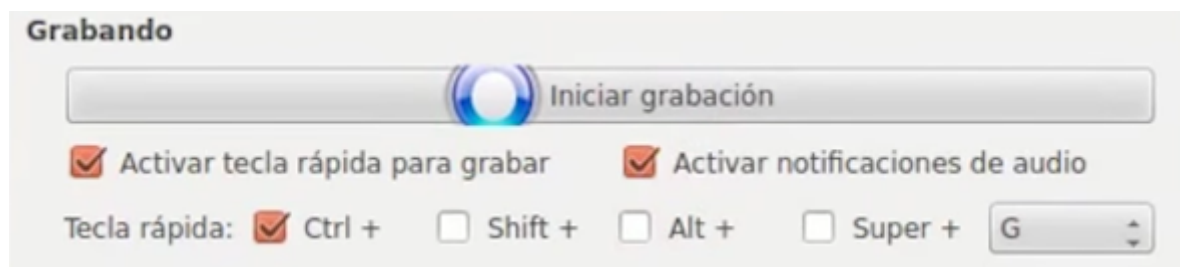 Grabando
Iniciar grabación
Activar tecla rápida para grabar Activar notificaciones de audio
Tecla rápida: Ctrl + Shift + Alt + Super + G